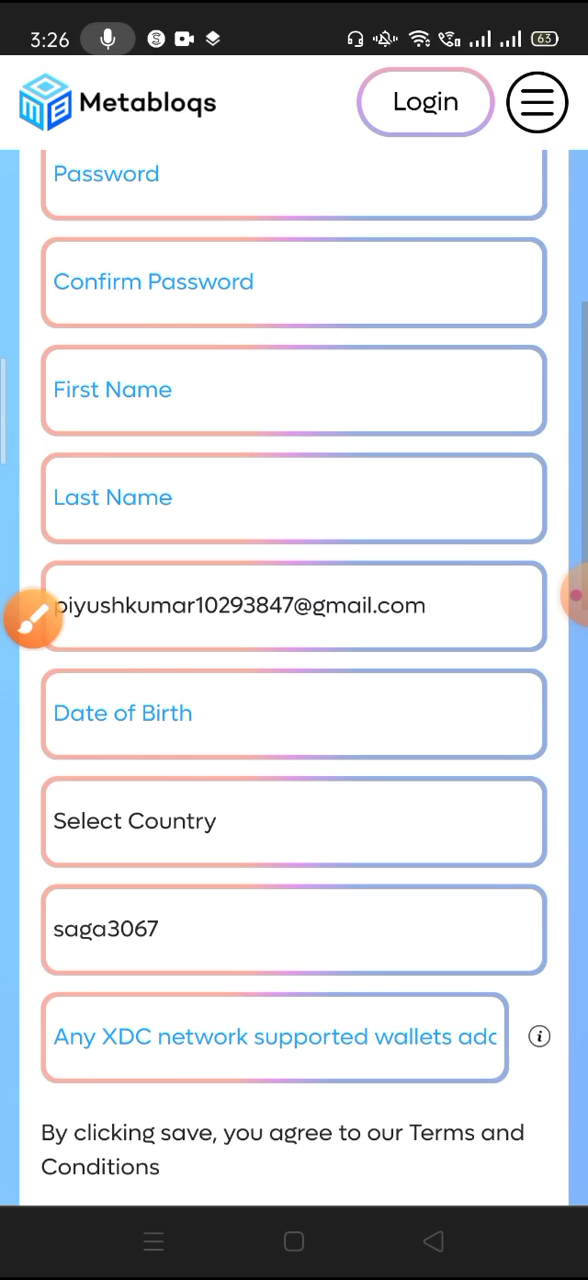 3:26
63
Metabloqs
Login
Password
Confirm Password
First Name
Last Name
piyushkumar10293847@gmail.com
Date of Birth
Select Country
saga3067
Any XDC network supported wallets adc
By clicking save, you agree to our Terms and
Conditions